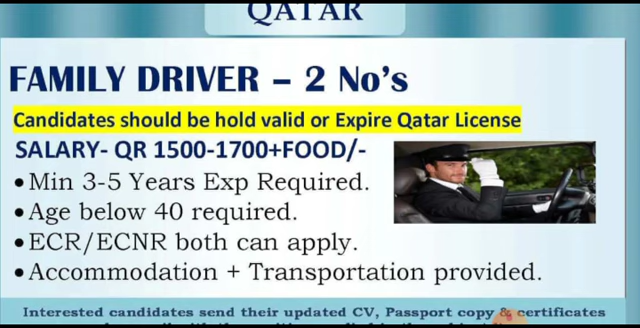 QATAR
FAMILY DRIVER – 2 No's
Candidates should be hold valid or Expire Qatar License
SALARY- QR 1500-1700+FOOD/-
•Min 3-5 Years Exp Required.
•Age below 40 required.
•ECR/ECNR both can apply.
•Accommodation + Transportation provided.
Interested candidates send their updated CV, Passport copy & certificates